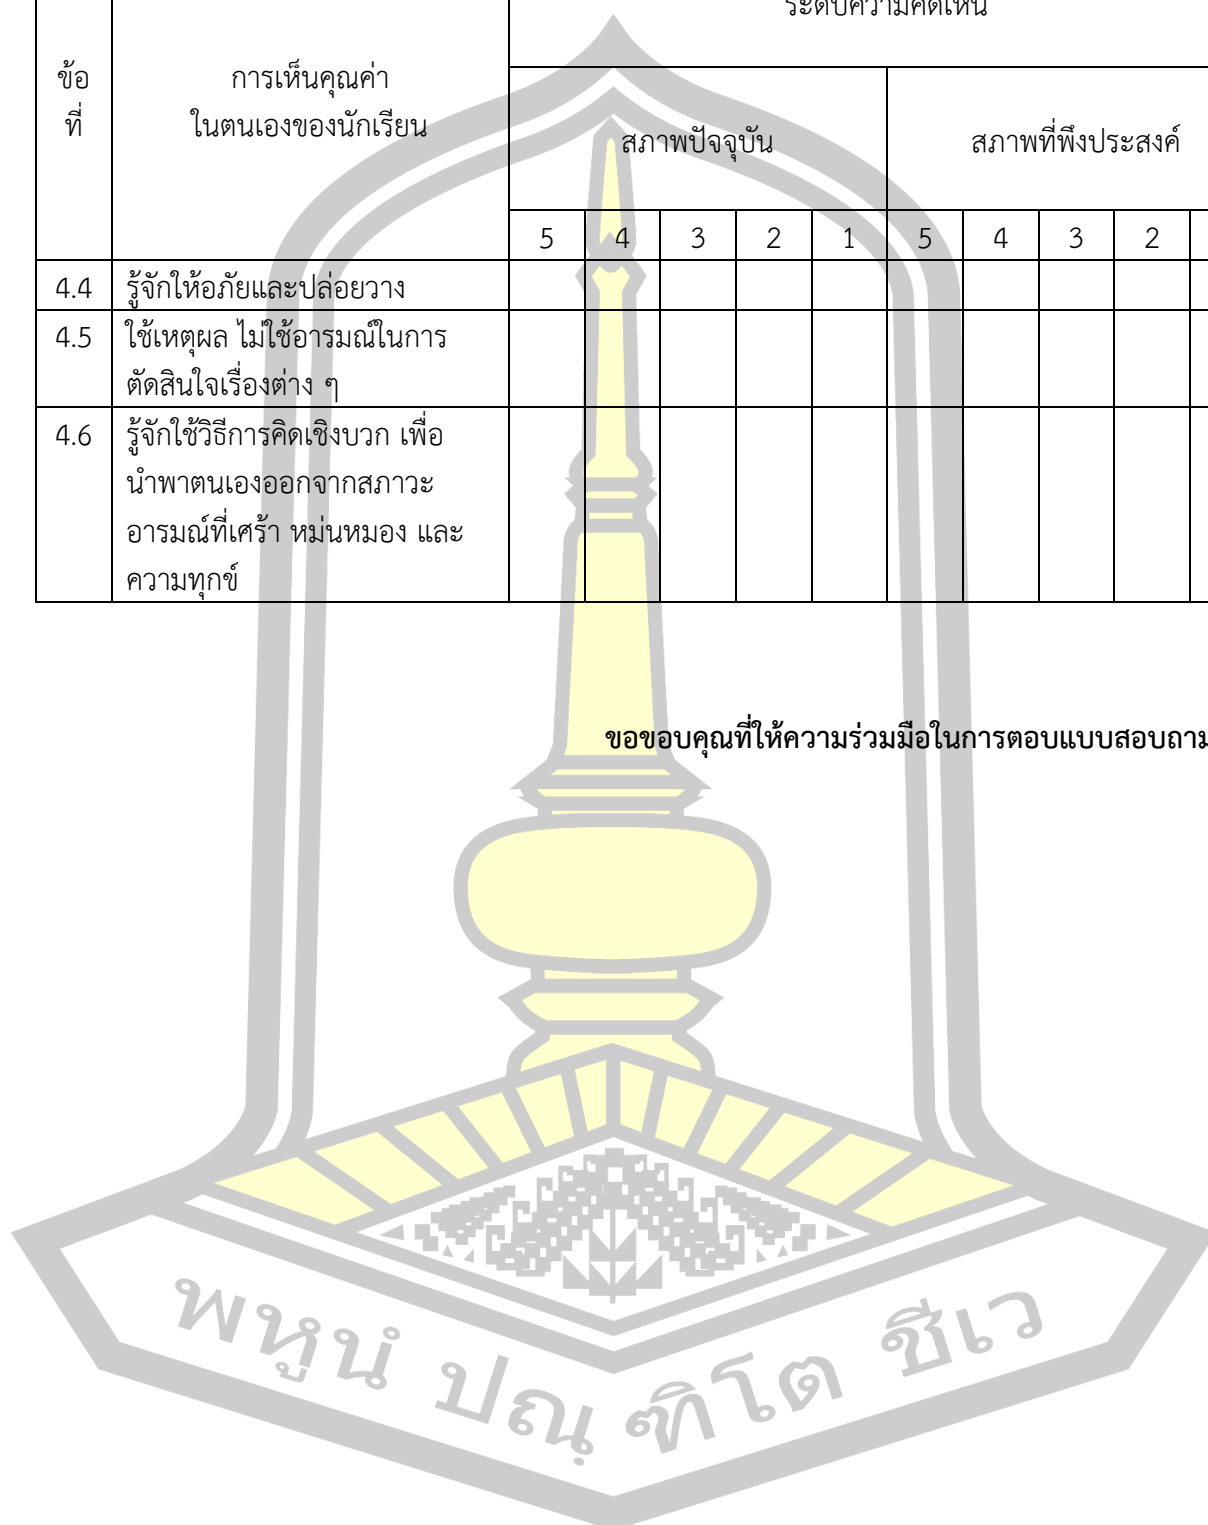 ระดับความคิดเห็น
ข้อ
ที่
การเห็นคุณค่า
ในตนเองของนักเรียน
สภาพปัจจุบัน
สภาพที่พึงประสงค์
5 4 3 2 1 5 4 3 2
4.4 รู้จักให้อภัยและปล่อยวาง
4.5 ใช้เหตุผล ไม่ใช้อารมณ์ในการ
ตัดสินใจเรื่องต่าง ๆ
4.6 รู้จักใช้วิธีการคิดเชิงบวก เพื่อ
นำพาตนเองออกจากสภาวะ
อารมณ์ที่เศร้า หม่นหมอง และ
ความทุกข์
ขอขอบคุณที่ให้ความร่วมมือในการตอบแบบสอบถาม
พหูนํ ปณฺฑิโต ชีเว